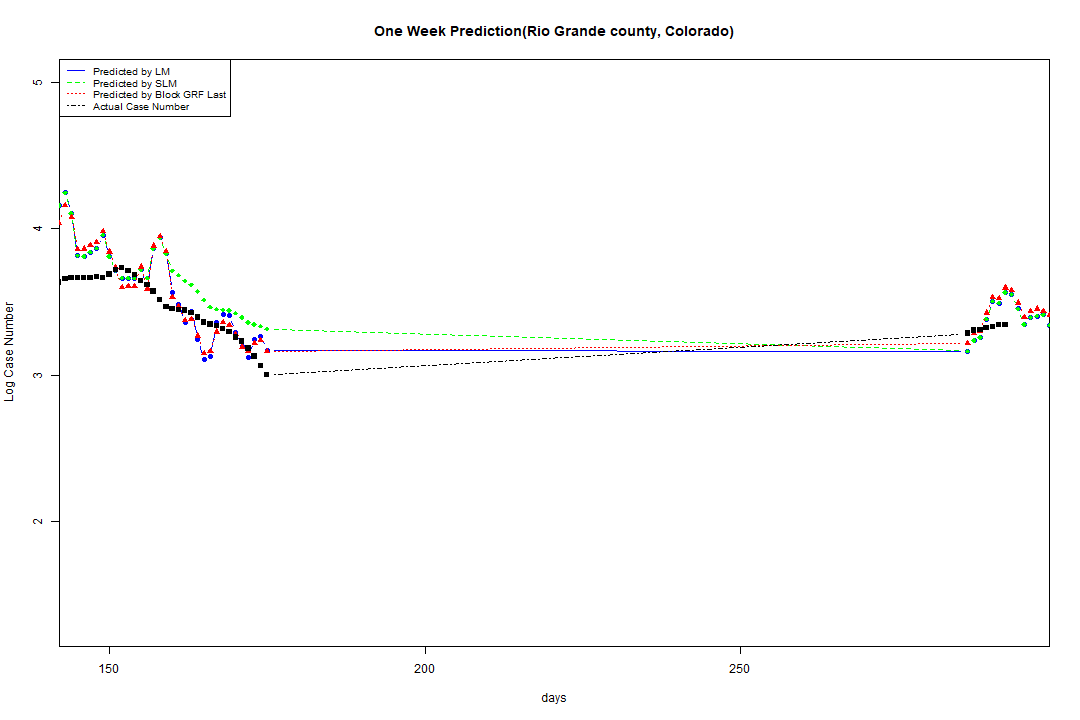 One Week Prediction(Rio Grande county, Colorado)
Predicted by LM
Predicted by SLM
Predicted by Block GRF Last
Actual Case Number
5
4
3
2
Log Case Number
150 200 250
days